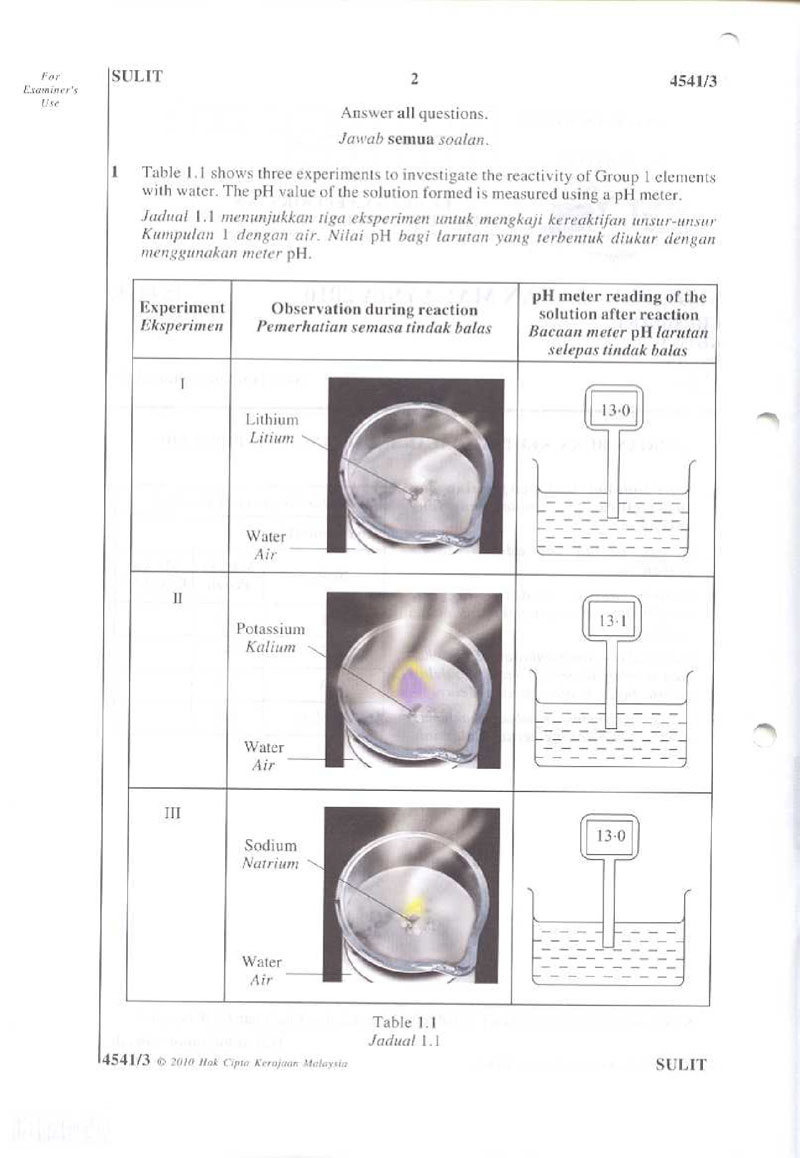 For
Examiner's
Use
SULIT
2
4541/3
Answer all questions.
Jawab semua soalan.
1 Table 1.1 shows three experiments to investigate the reactivity of Group 1 elements
with water. The pH value of the solution formed is measured using a pH meter.
Jadual 1.1 menunjukkan tiga eksperimen untuk mengkaji kereaktifan unsur-unsur
Kumpulan 1 dengan air. Nilai pH bagi larutan yang terbentuk diukur dengan
menggunakan meter pH.
Experiment
Eksperimen
Observation during reaction
Pemerhatian semasa tindak balas
pH meter reading of the
solution after reaction
Bacaan meter pH larutan
selepas tindak balas
I
Lithium
Litium
Water
Air
13·0
II
Potassium
Kalium
Water
Air
13·1
III
Sodium
Natrium
Water
Air
13·0
Table 1.1
Jadual 1.1
4541/3 © 2010 Hak Cipta Kerajaan Malaysia
SULIT